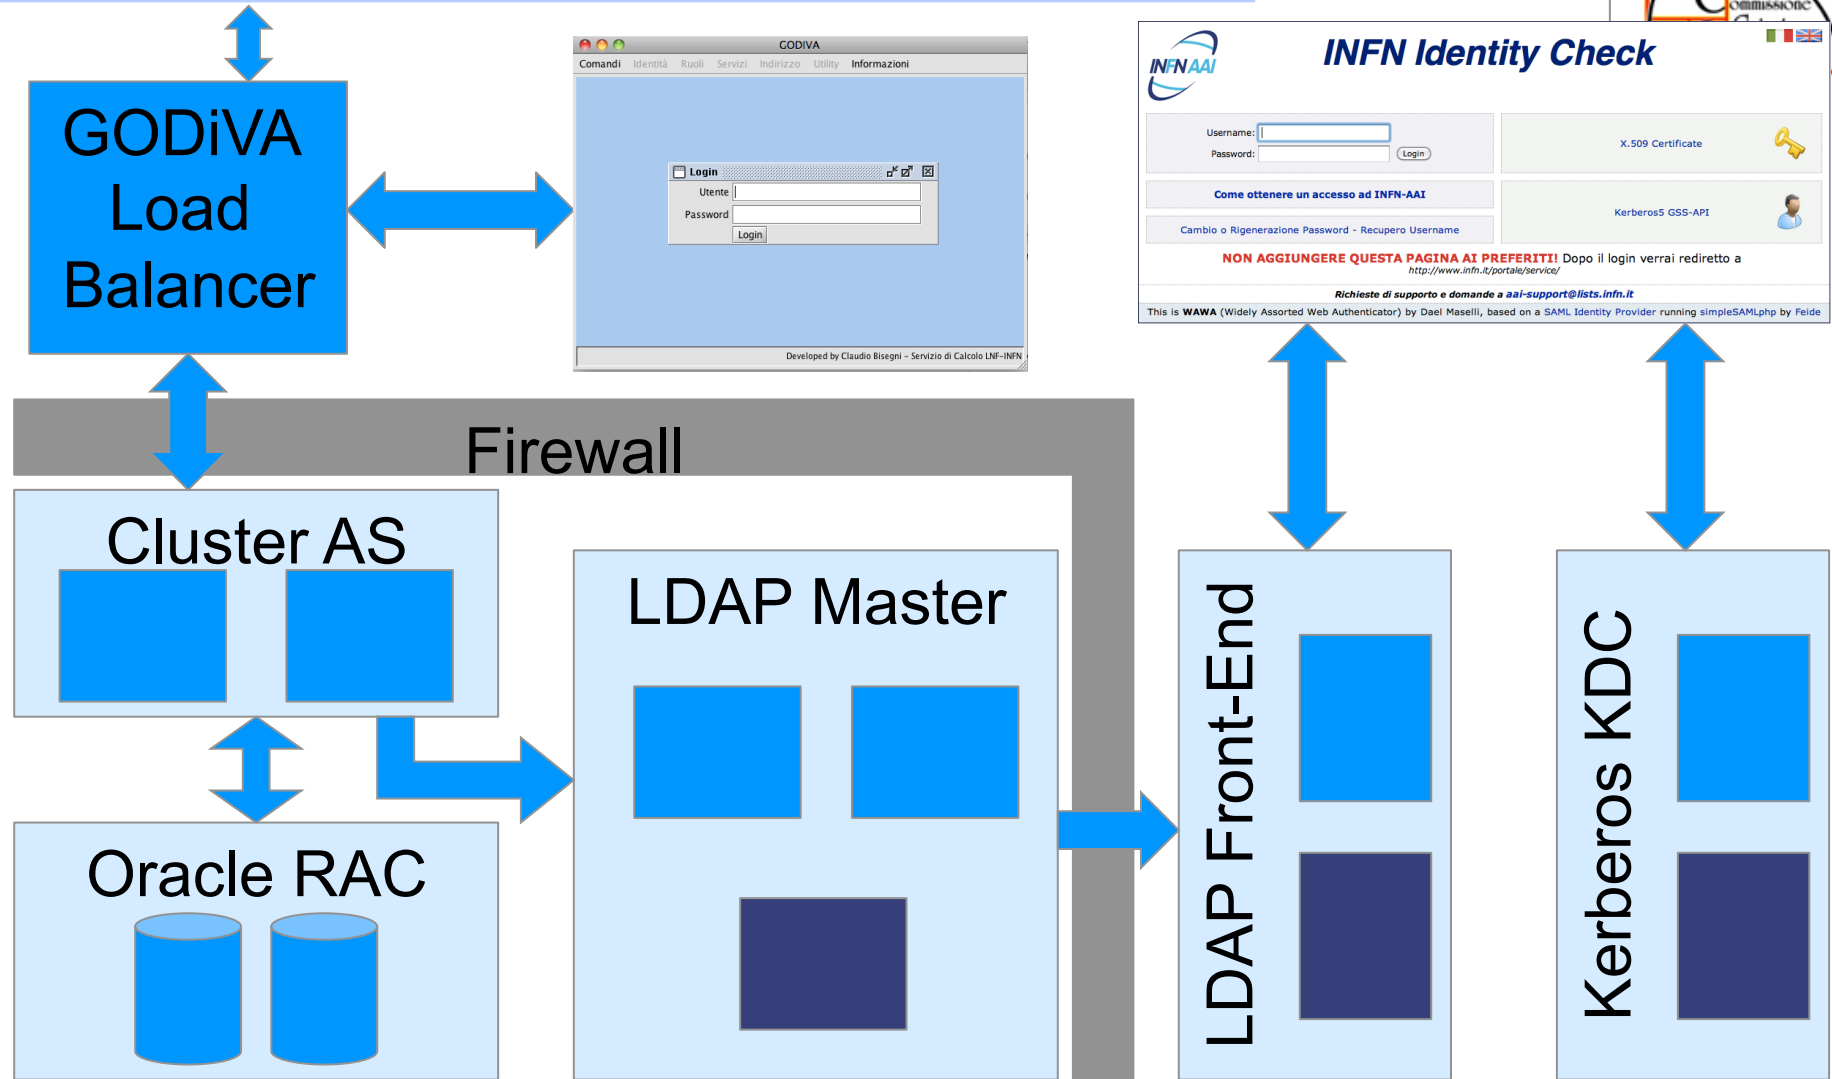 Commissione
GODiVA
Load
Balancer
GODIVA
Comandi Identità Ruoli Servizi Indirizzo Utility Informazioni
Login
Utente
Password
Login
Developed by Claudio Bisegni - Servizio di Calcolo LNF-INFN
INFN AAI
INFN Identity Check
Username:
Password:
Login
X.509 Certificate
Come ottenere un accesso ad INFN-AAI
Cambio o Rigenerazione Password - Recupero Username
Kerberos5 GSS-API
NON AGGIUNGERE QUESTA PAGINA AI PREFERITI! Dopo il login verrai rediretto a
http://www.infn.it/portale/service/
Richieste di supporto e domande a aai-support@lists.infn.it
This is WAWA (Widely Assorted Web Authenticator) by Dael Maselli, based on a SAML Identity Provider running simpleSAMLphp by Feide
Firewall
Cluster AS
LDAP Master
Oracle RAC
LDAP Front-End
Kerberos KDC